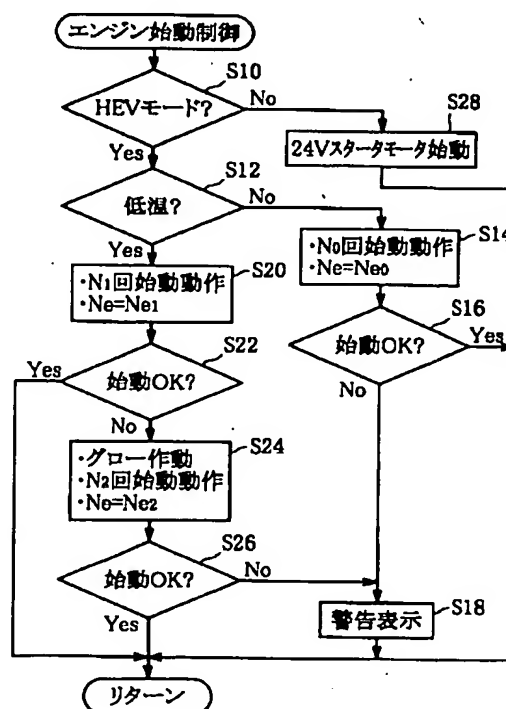 エンジン始動制御
S10
HEVモード?
No
Yes
S28
24Vスタータモータ始動
S12
低温?
No
Yes
S14
・N0回始動動作
・Ne=Ne0
S20
・N1回始動動作
・Ne=Ne1
S16
始動OK?
Yes
No
S22
Yes
始動OK?
No
S24
・グロー作動
・N2回始動動作
・Ne=Ne2
S26
始動OK?
No
Yes
S18
警告表示
リターン